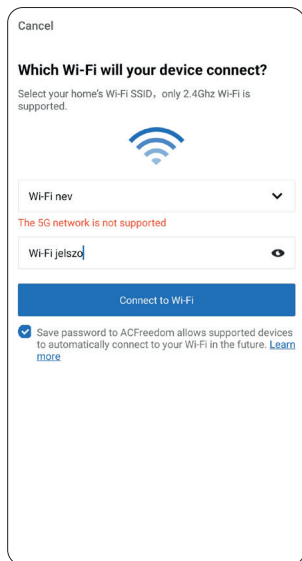 Cancel
Which Wi-Fi will your device connect?
Select your home's Wi-Fi SSID，only 2.4Ghz Wi-Fi is
supported.
Wi-Fi nev
The 5G network is not supported
Wi-Fi jelszo
Connect to Wi-Fi
Save password to ACFreedom allows supported devices
to automatically connect to your Wi-Fi in the future. Learn
more